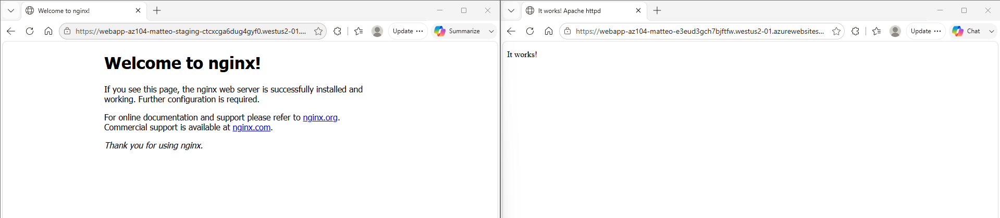 Welcome to nginx!
https://webapp-az104-matteo-staging-ctcxcga6dug4gyf0.westus2-01....
Update
Summarize
Welcome to nginx!
If you see this page, the nginx web server is successfully installed and
working. Further configuration is required.
For online documentation and support please refer to nginx.org.
Commercial support is available at nginx.com.
Thank you for using nginx.
It works! Apache httpd
https://webapp-az104-matteo-e3eud3gch7bjftfw.westus2-01.azurewebsites...
Update
Chat
It works!